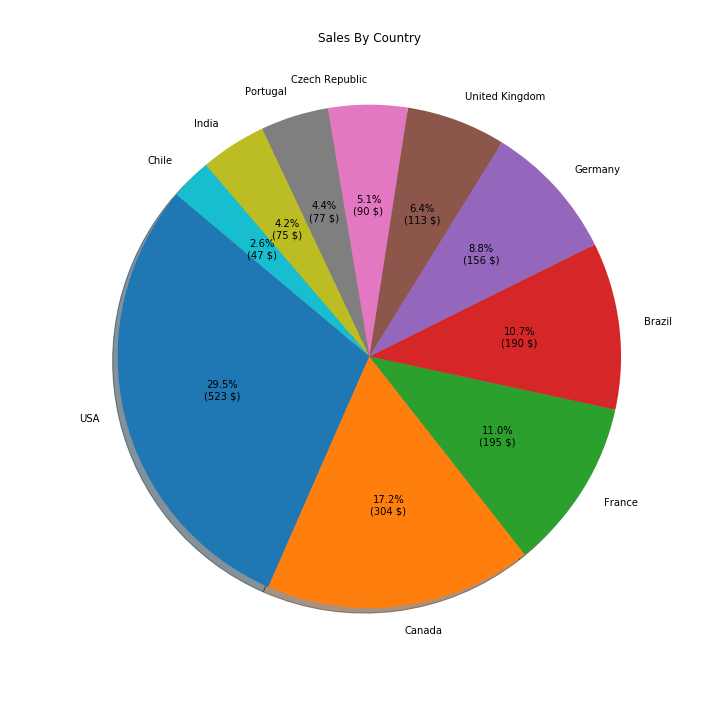 Sales By Country
Czech Republic
Portugal
United Kingdom
India
Chile
Germany
5.1%
(90 $)
4.4%
(77 $)
6.4%
(113 $)
4.2%
(75 $)
2.6%
(47 $)
8.8%
(156 $)
Brazil
10.7%
(190 $)
29.5%
(523 $)
USA
11.0%
(195 $)
France
17.2%
(304 $)
Canada